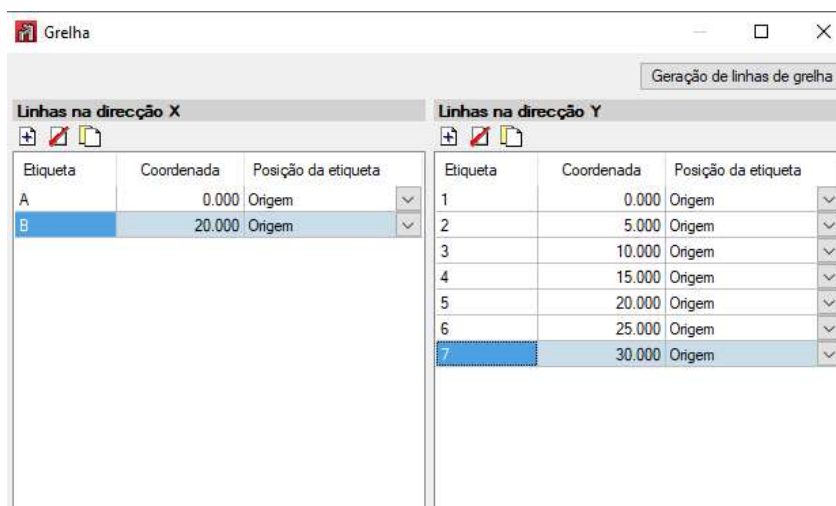 Grelha
Geração de linhas de grelha
Linhas na direcção X
Etiqueta Coordenada Posição da etiqueta
A 0.000 Origem
B 20.000 Origem
Linhas na direcção Y
Etiqueta Coordenada Posição da etiqueta
1 0.000 Origem
2 5.000 Origem
3 10.000 Origem
4 15.000 Origem
5 20.000 Origem
6 25.000 Origem
7 30.000 Origem